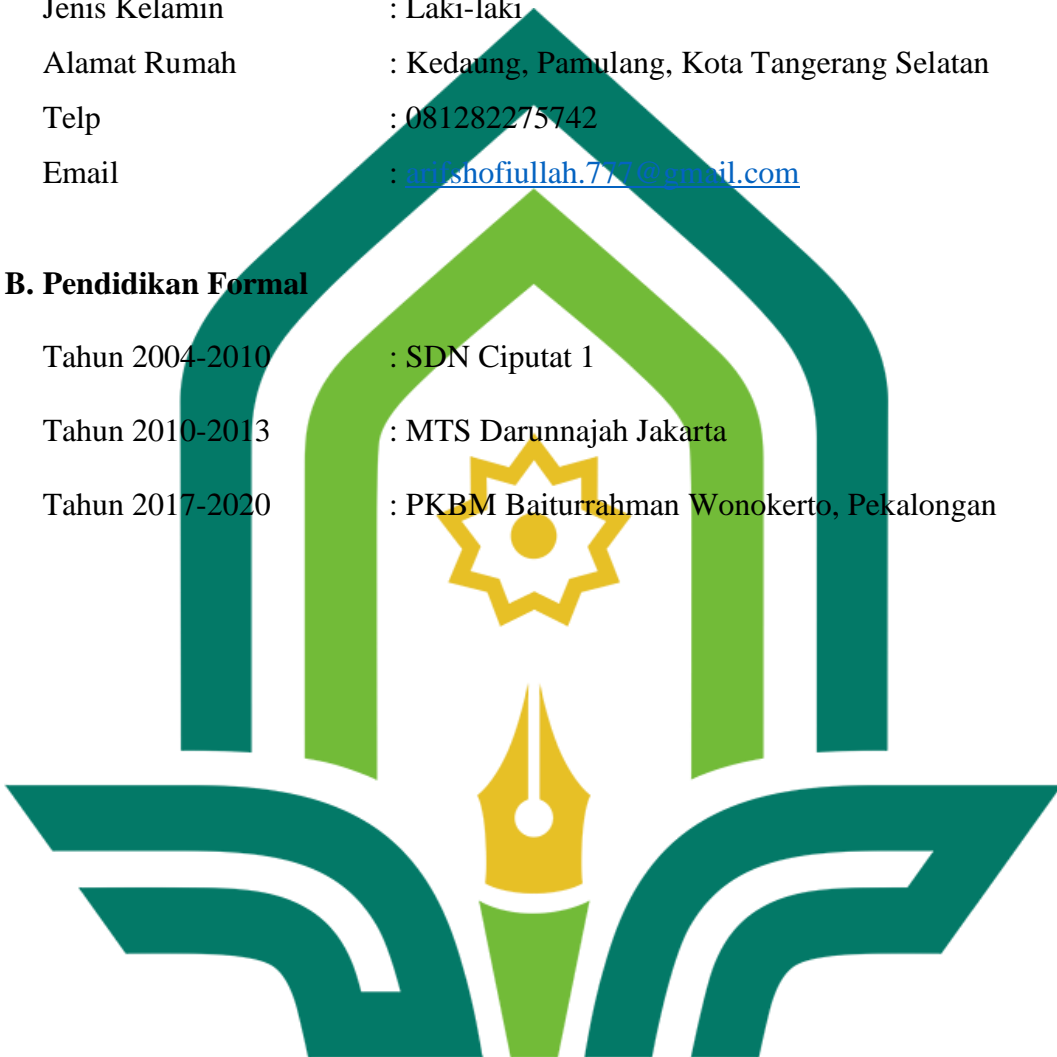 Jenis Kelamin : Laki-laki
Alamat Rumah : Kedaung, Pamulang, Kota Tangerang Selatan
Telp : 081282275742
Email : arifshofiullah.777@gmail.com
B. Pendidikan Formal
Tahun 2004-2010 : SDN Ciputat 1
Tahun 2010-2013 : MTS Darunnajah Jakarta
Tahun 2017-2020 : PKBM Baiturrahman Wonokerto, Pekalongan